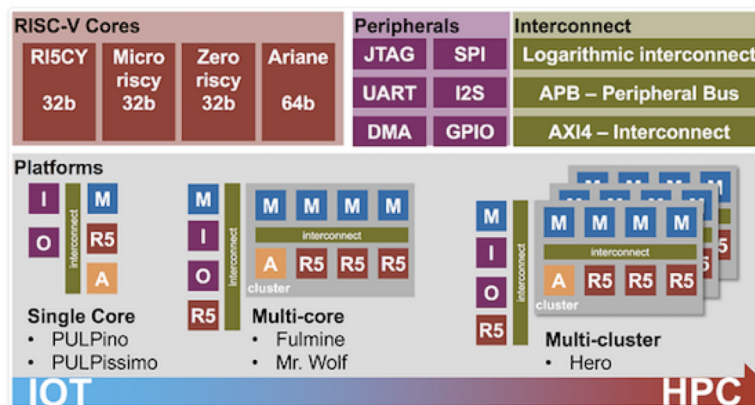 RISC-V Cores
RI5CY
32b
Micro
riscy
32b
Zero
riscy
32b
Ariane
64b
Peripherals
JTAG
SPI
UART
I2S
DMA
GPIO
Interconnect
Logarithmic interconnect
APB – Peripheral Bus
AXI4 – Interconnect
Platforms
I
O
interconnect
M
R5
A
Single Core
• PULPino
• PULPissimo
M
I
O
R5
interconnect
M M M M
interconnect
A R5 R5 R5
cluster
Multi-core
• Fulmine
• Mr. Wolf
M
I
O
R5
interconnect
M M M M
M M M M
M M M M
interconnect
A R5 R5 R5
R5
R5
cluster
Multi-cluster
• Hero
IOT
HPC